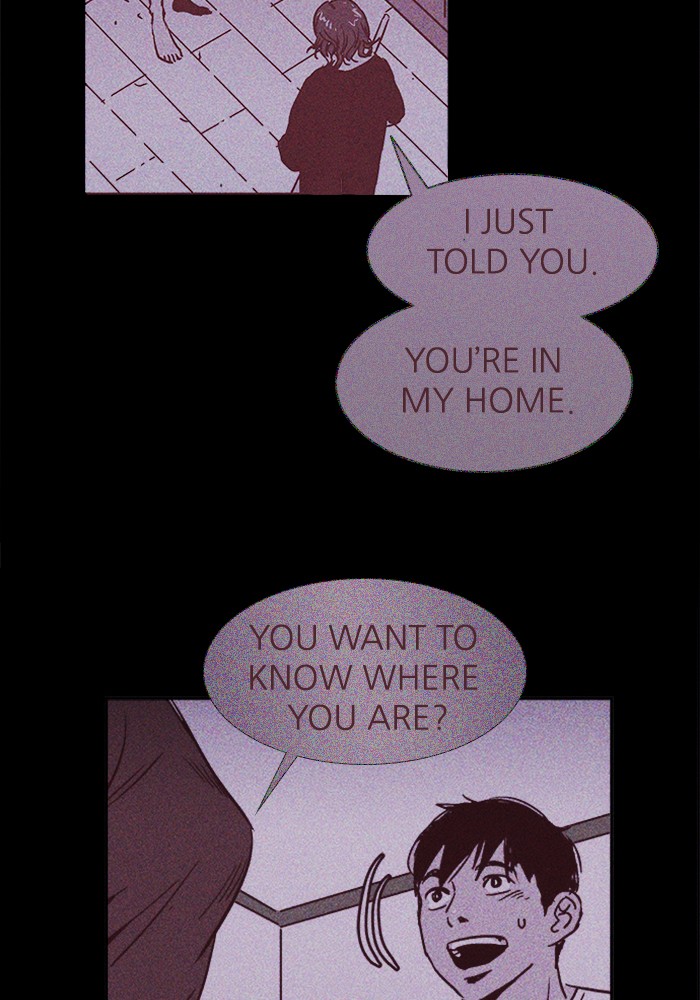 I JUST
TOLD YOU.
YOU'RE IN
MY HOME.
YOU WANT TO
KNOW WHERE
YOU ARE?